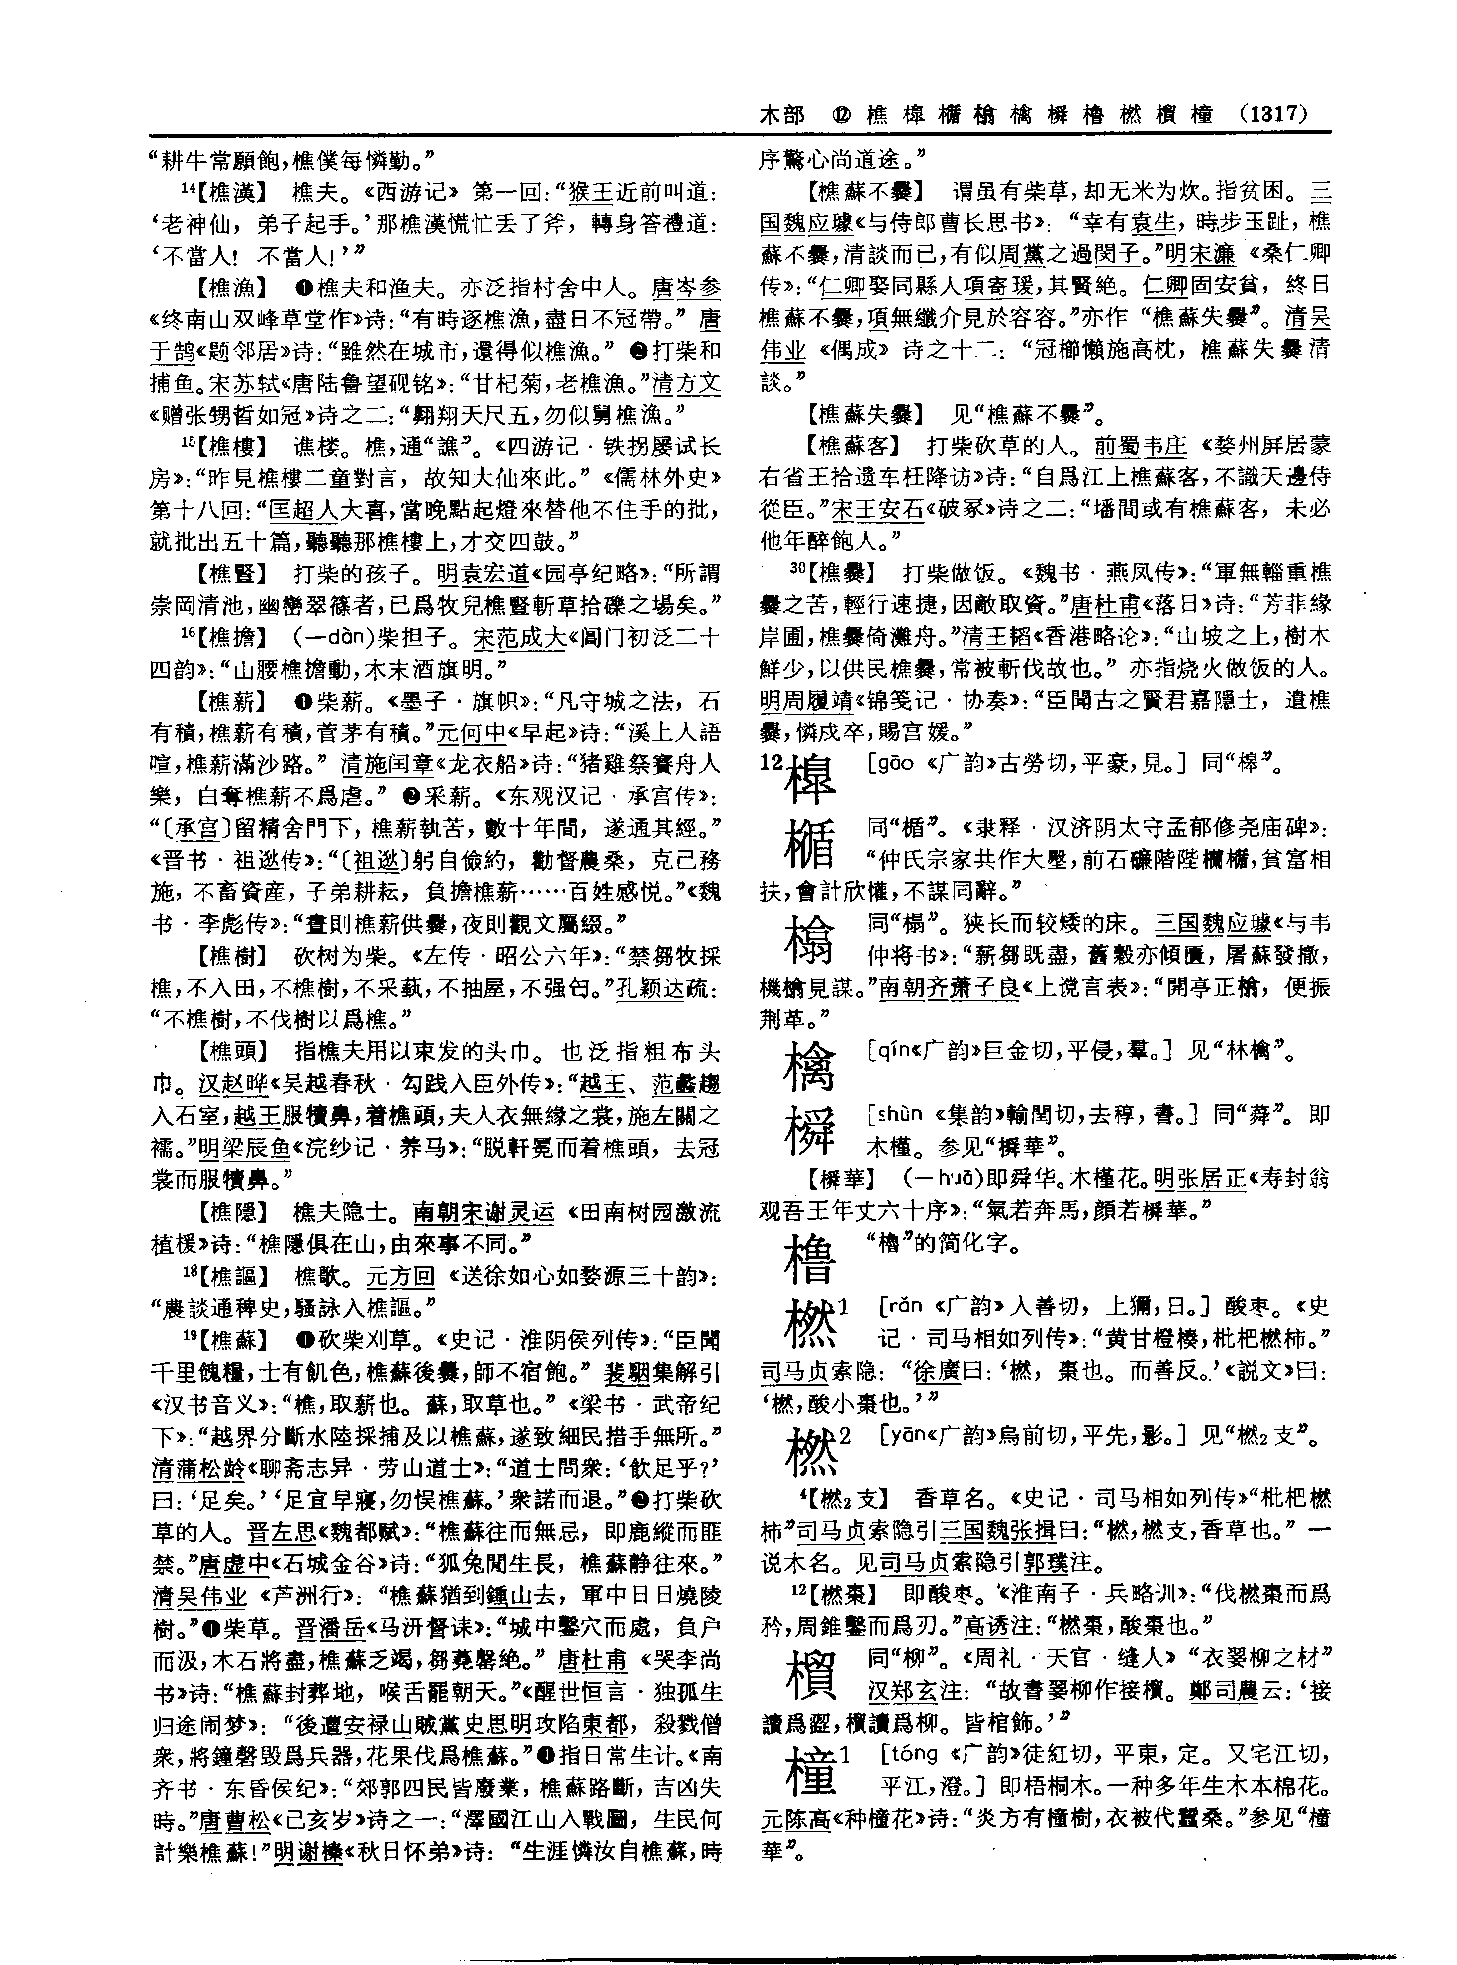 木部 ⑫ 樵 槹 楯 㯓 檎 橓 橹 橪 檟 橦 (1317)
“耕牛常願飽,樵僕每憐勤。”
14【樵漢】 樵夫。《西游记》第一回:“猴王近前叫道:
‘老神仙,弟子起手。’那樵漢慌忙丢了斧,轉身答禮道:
‘不當人! 不當人!’”
【樵漁】 ❶樵夫和渔夫。亦泛指村舍中人。唐岑参
《终南山双峰草堂作》诗:“有時逐樵漁,盡日不冠帶。” 唐
于鹄《题邻居》诗:“雖然在城市,還得似樵漁。” ❷打柴和
捕鱼。宋苏轼《唐陆鲁望砚铭》:“甘杞菊,老樵漁。”清方文
《赠张甥晢如冠》诗之二:“翱翔天尺五,勿似舅樵漁。”
15【樵樓】 谯楼。樵,通“譙”。《四游记·铁拐屡试长
房》:“昨見樵樓二童對言,故知大仙來此。”《儒林外史》
第十八回:“匡超人大喜,當晚點起燈來替他不住手的批,
就批出五十篇,聽聽那樵樓上,才交四鼓。”
【樵豎】 打柴的孩子。明袁宏道《园亭纪略》:“所謂
崇岡清池,幽巒翠篠者,已爲牧兒樵豎斬草拾礫之場矣。”
16【樵擔】 (—dàn)柴担子。宋范成大《阊门初泛二十
四韵》:“山腰樵擔動,木末酒旗明。”
【樵薪】 ❶柴薪。《墨子·旗帜》:“凡守城之法,石
有積,樵薪有積,菅茅有積。”元何中《早起》诗:“溪上人語
喧,樵薪滿沙路。” 清施闰章《龙衣船》诗:“猪雞祭賽舟人
樂,白奪樵薪不爲虐。” ❷采薪。《东观汉记·承宫传》:
“〔承宫〕留精舍門下,樵薪執苦,數十年間,遂通其經。”
《晋书·祖逖传》:“〔祖逖〕躬自儉約,勸督農桑,克己務
施,不畜資産,子弟耕耘,負擔樵薪……百姓感悦。”《魏
书·李彪传》:“晝則樵薪供爨,夜則觀文屬綴。”
【樵樹】 砍树为柴。《左传·昭公六年》:“禁芻牧採
樵,不入田,不樵樹,不采蓺,不抽屋,不强匄。”孔颖达疏:
“不樵樹,不伐樹以爲樵。”
【樵頭】 指樵夫用以束发的头巾。也泛指粗布头
巾。汉赵晔《吴越春秋·勾践入臣外传》:“越王、范蠡趨
入石室,越王服犢鼻,着樵頭,夫人衣無緣之裳,施左關之
襦。”明梁辰鱼《浣纱记·养马》:“脱軒冕而着樵頭,去冠
裳而服犢鼻。”
【樵隱】 樵夫隐士。南朝宋谢灵运《田南树园激流
植援》诗:“樵隱俱在山,由來事不同。”
18【樵謳】 樵歌。元方回《送徐如心如婺源三十韵》:
“農談通稗史,騷詠入樵謳。”
19【樵蘇】 ❶砍柴刈草。《史记·淮阴侯列传》:“臣聞
千里餽糧,士有飢色,樵蘇後爨,師不宿飽。” 裴駰集解引
《汉书音义》:“樵,取薪也。蘇,取草也。”《梁书·武帝纪
下》:“越界分斷水陸採捕及以樵蘇,遂致細民措手無所。”
清蒲松龄《聊斋志异·劳山道士》:“道士問衆:‘飲足乎?’
曰:‘足矣。’‘足宜早寢,勿悮樵蘇。’衆諾而退。”❷打柴砍
草的人。晋左思《魏都赋》:“樵蘇往而無忌,即鹿縱而匪
禁。”唐虚中《石城金谷》诗:“狐兔聞生長,樵蘇静往來。”
清吴伟业《芦洲行》:“樵蘇猶到鍾山去,軍中日日燒陵
樹。”❸柴草。晋潘岳《马汧督诔》:“城中鑿穴而處,負户
而汲,木石將盡,樵蘇乏竭,芻蕘罄絶。” 唐杜甫《哭李尚
书》诗:“樵蘇封葬地,喉舌罷朝天。”《醒世恒言·独孤生
归途闹梦》:“後遭安禄山賊黨史思明攻陷東都,殺戮僧
衆,將鐘磬毁爲兵器,花果伐爲樵蘇。”❹指日常生计。《南
齐书·东昏侯纪》:“郊郭四民皆廢業,樵蘇路斷,吉凶失
時。”唐曹松《己亥岁》诗之一:“澤國江山入戰圖,生民何
計樂樵蘇!”明谢榛《秋日怀弟》诗:“生涯憐汝自樵蘇,時
序驚心尚道途。”
【樵蘇不爨】 谓虽有柴草,却无米为炊。指贫困。三
国魏应璩《与侍郎曹长思书》:“幸有袁生,時步玉趾,樵
蘇不爨,清談而已,有似周黨之過閔子。”明宋濂《桑仁卿
传》:“仁卿娶同縣人項寄瑗,其賢絶。仁卿固安貧,終日
樵蘇不爨,項無纖介見於容容。”亦作“樵蘇失爨”。清吴
伟业《偶成》诗之十二:“冠櫛懶施高枕,樵蘇失爨清
談。”
【樵蘇失爨】 见“樵蘇不爨”。
【樵蘇客】 打柴砍草的人。前蜀韦庄《婺州屏居蒙
右省王拾遗车枉降访》诗:“自爲江上樵蘇客,不識天邊侍
從臣。”宋王安石《破冢》诗之二:“墦間或有樵蘇客,未必
他年醉飽人。”
30【樵爨】 打柴做饭。《魏书·燕凤传》:“軍無輜重樵
爨之苦,輕行速捷,因敵取資。”唐杜甫《落日》诗:“芳菲緣
岸圃,樵爨倚灘舟。”清王韬《香港略论》:“山坡之上,樹木
鮮少,以供民樵爨,常被斬伐故也。” 亦指烧火做饭的人。
明周履靖《锦笺记·协奏》:“臣聞古之賢君嘉隱士,遣樵
爨,憐戍卒,賜宫媛。”
12槹 [gāo《广韵》古勞切,平豪,見。] 同“槔”。
楯 同“楯”。《隶释·汉济阴太守孟郁修尧庙碑》:
“仲氏宗家共作大壂,前石磩階陛欄楯,貧富相
扶,會計欣懽,不謀同辭。”
㯓 同“榻”。狭长而较矮的床。三国魏应璩《与韦
仲将书》:“薪芻既盡,舊穀亦傾匱,屠蘇發撤,
機㯓見謀。”南朝齐萧子良《上谠言表》:“開亭正㯓,便振
荆革。”
檎 [qín《广韵》巨金切,平侵,羣。] 见“林檎”。
橓 [shùn《集韵》輸閏切,去稕,書。] 同“蕣”。即
木槿。参见“橓華”。
【橓華】 (—huā)即舜华。木槿花。明张居正《寿封翁
观吾王年丈六十序》:“氣若奔馬,顔若橓華。”
橹 “櫓”的简化字。
橪1 [rǎn《广韵》人善切,上獮,日。] 酸枣。《史
记·司马相如列传》:“黄甘橙楱,枇杷橪柿。”
司马贞索隐:“徐廣曰:‘橪,棗也。而善反。’《説文》曰:
‘橪,酸小棗也。’”
橪2 [yān《广韵》烏前切,平先,影。] 见“橪₂支”。
4【橪₂支】 香草名。《史记·司马相如列传》“枇杷橪
柿”司马贞索隐引三国魏张揖曰:“橪,橪支,香草也。” 一
说木名。见司马贞索隐引郭璞注。
12【橪棗】 即酸枣。《淮南子·兵略训》:“伐橪棗而爲
矜,周錐鑿而爲刃。”高诱注:“橪棗,酸棗也。”
同“柳”。《周礼·天官·缝人》“衣翣柳之材”
汉郑玄注:“故書翣柳作接檟。鄭司農云:‘接
讀爲歰,檟讀爲柳。皆棺飾。’”
橦1 [tóng《广韵》徒紅切,平東,定。又宅江切,
平江,澄。] 即梧桐木。一种多年生木本棉花。
元陈高《种橦花》诗:“炎方有橦樹,衣被代蠶桑。”参见“橦
華”。